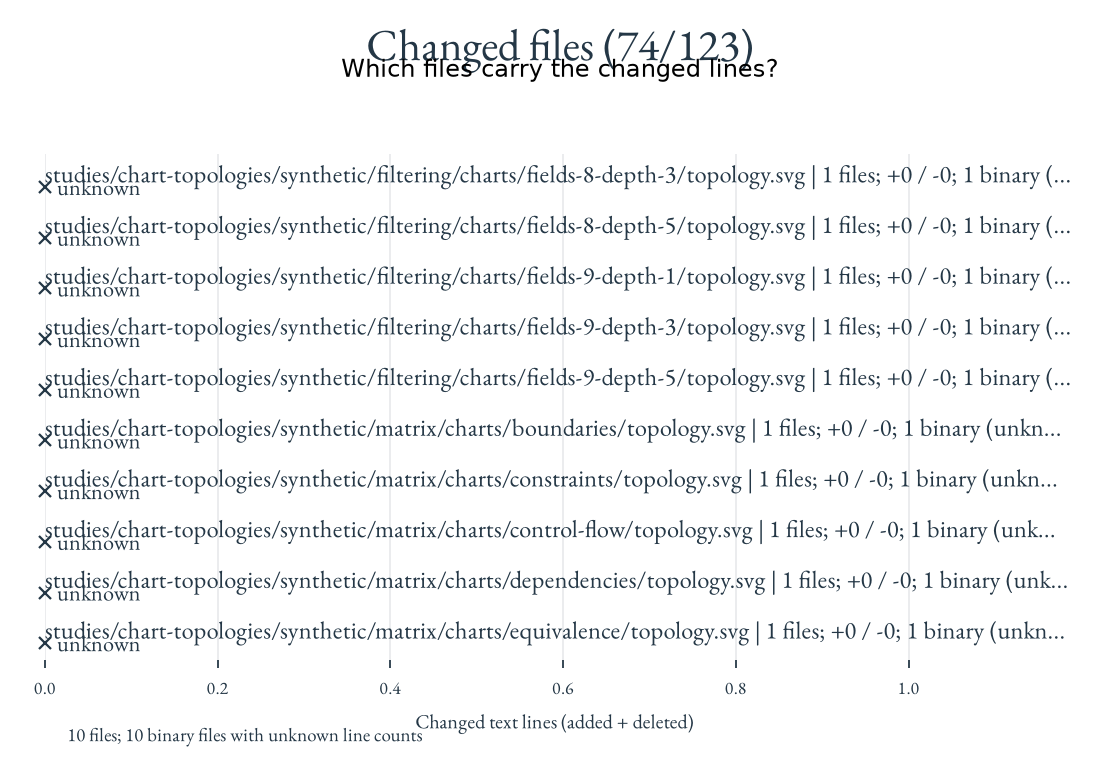 Changed files (74/123)
Which files carry the changed lines?
studies/chart-topologies/synthetic/filtering/charts/fields-8-depth-3/topology.svg | 1 files; +0 / -0; 1 binary (...
unknown
studies/chart-topologies/synthetic/filtering/charts/fields-8-depth-5/topology.svg | 1 files; +0 / -0; 1 binary (...
unknown
studies/chart-topologies/synthetic/filtering/charts/fields-9-depth-1/topology.svg | 1 files; +0 / -0; 1 binary (...
unknown
studies/chart-topologies/synthetic/filtering/charts/fields-9-depth-3/topology.svg | 1 files; +0 / -0; 1 binary (...
unknown
studies/chart-topologies/synthetic/filtering/charts/fields-9-depth-5/topology.svg | 1 files; +0 / -0; 1 binary (...
unknown
studies/chart-topologies/synthetic/matrix/charts/boundaries/topology.svg | 1 files; +0 / -0; 1 binary (unkn...
unknown
studies/chart-topologies/synthetic/matrix/charts/constraints/topology.svg | 1 files; +0 / -0; 1 binary (unkn...
unknown
studies/chart-topologies/synthetic/matrix/charts/control-flow/topology.svg | 1 files; +0 / -0; 1 binary (unk...
unknown
studies/chart-topologies/synthetic/matrix/charts/dependencies/topology.svg | 1 files; +0 / -0; 1 binary (unk...
unknown
studies/chart-topologies/synthetic/matrix/charts/equivalence/topology.svg | 1 files; +0 / -0; 1 binary (unkn...
unknown
0.0 0.2 0.4 0.6 0.8 1.0
Changed text lines (added + deleted)
10 files; 10 binary files with unknown line counts